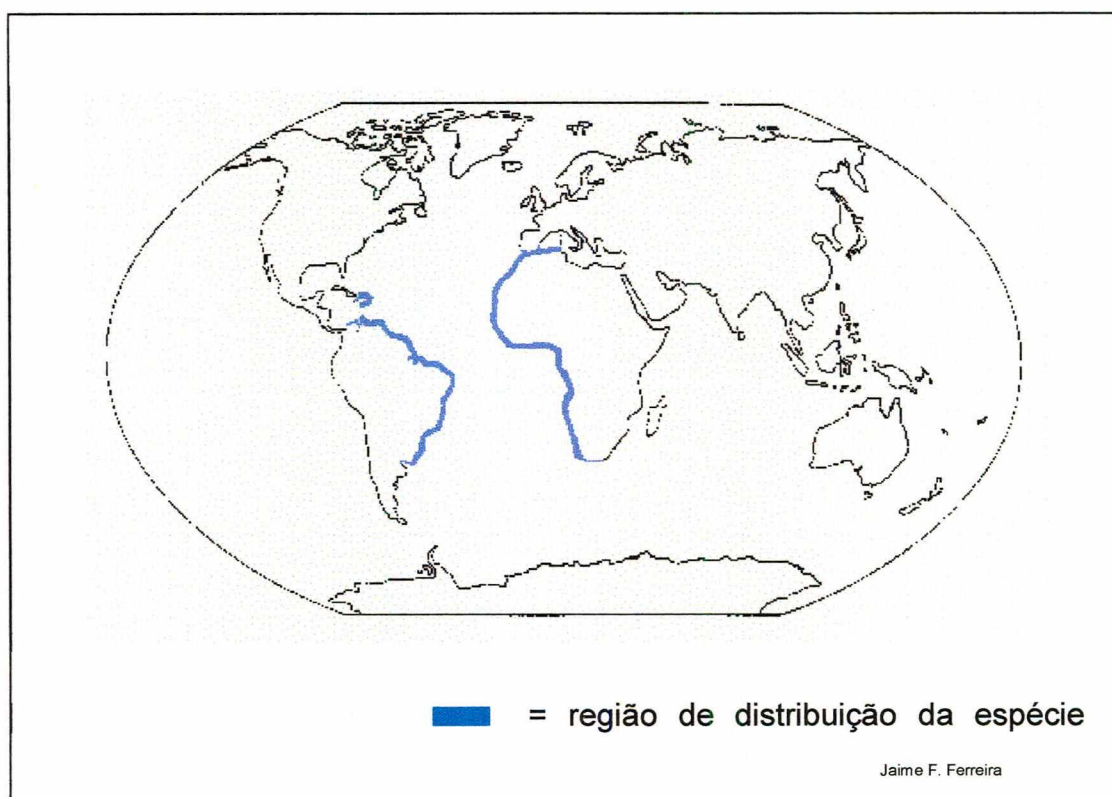 = região de distribuição da espécie
Jaime F. Ferreira